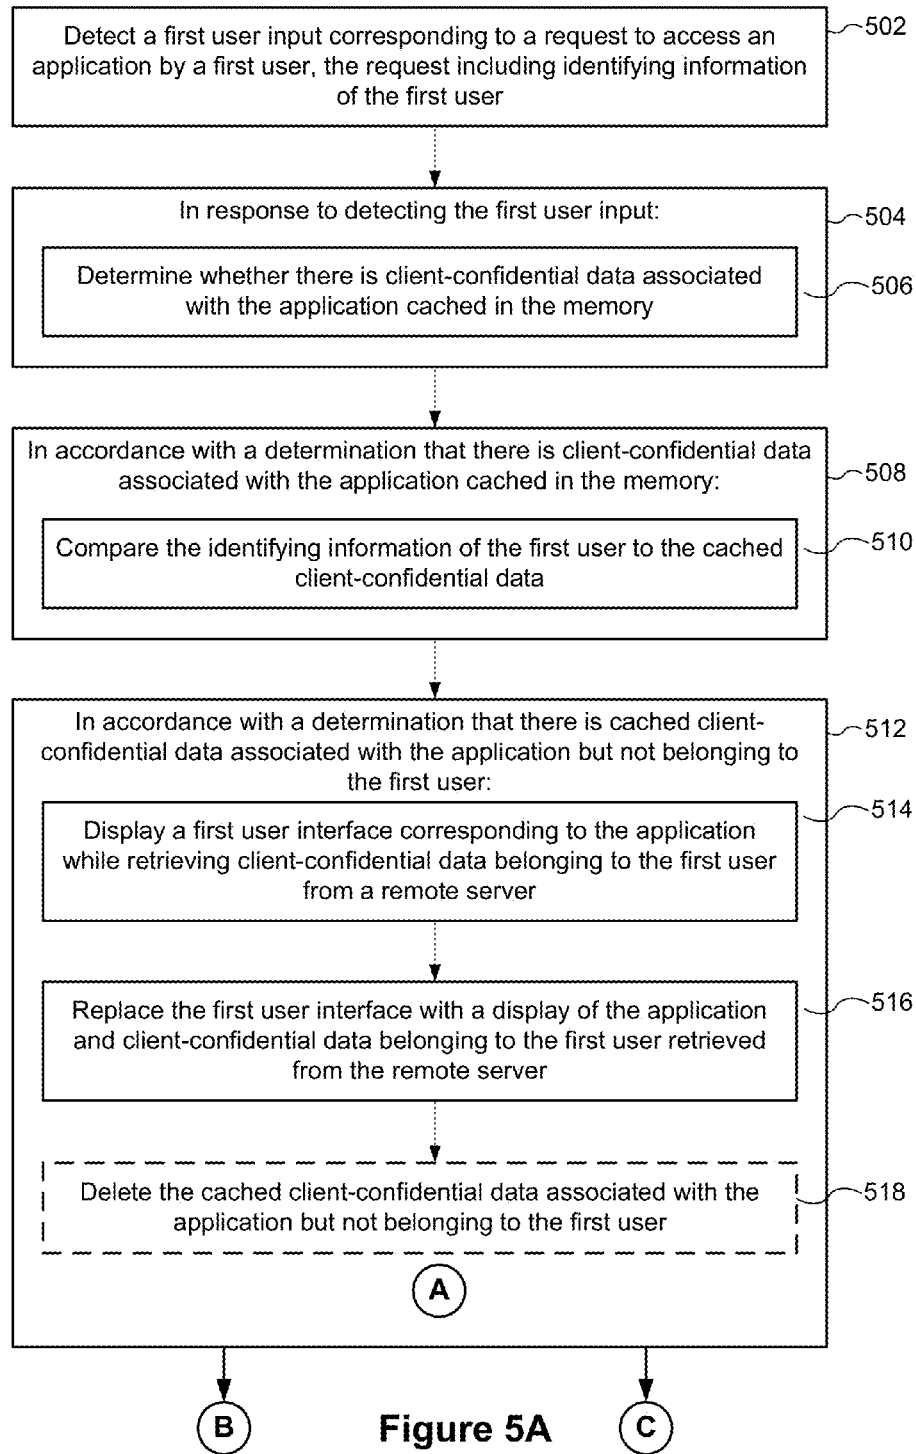 Detect a first user input corresponding to a request to access an
application by a first user, the request including identifying information
of the first user
502
In response to detecting the first user input:
504
Determine whether there is client-confidential data associated
with the application cached in the memory
506
In accordance with a determination that there is client-confidential data
associated with the application cached in the memory:
508
Compare the identifying information of the first user to the cached
client-confidential data
510
In accordance with a determination that there is cached client-
confidential data associated with the application but not belonging to
the first user:
512
Display a first user interface corresponding to the application
while retrieving client-confidential data belonging to the first user
from a remote server
514
Replace the first user interface with a display of the application
and client-confidential data belonging to the first user retrieved
from the remote server
516
Delete the cached client-confidential data associated with the
application but not belonging to the first user
518
A
B
Figure 5A
C